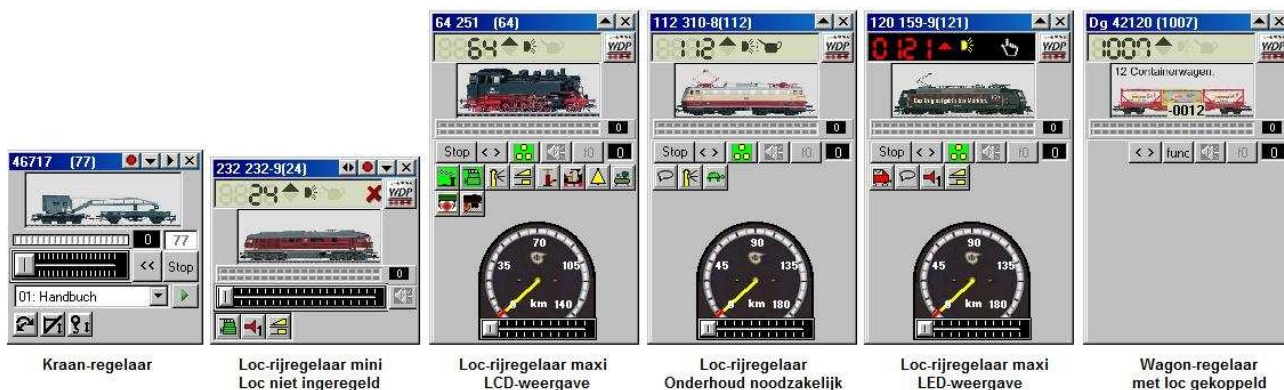 46717 (77)
0 77
<< Stop
01: Handbuch
Kraan-regelaar
232 232-9(24)
24
WDP
0
Loc-rijregelaar mini
Loc niet ingeregeld
64 251 (64)
64
WDP
0
Stop < > f0 0
70
35 105
0 km 140
Loc-rijregelaar maxi
LCD-weergave
112 310-8(112)
112
WDP
0
Stop < > f0 0
90
45 135
0 km 180
Loc-rijregelaar
Onderhoud noodzakelijk
120 159-9(121)
0121
WDP
0
Stop < > f0 0
1
90
45 135
0 km 180
Loc-rijregelaar maxi
LED-weergave
Dg 42120 (1007)
1007
WDP
12 Containerwagen.
-0012
0
< > func f0 0
Wagon-regelaar
met loc gekoppeld